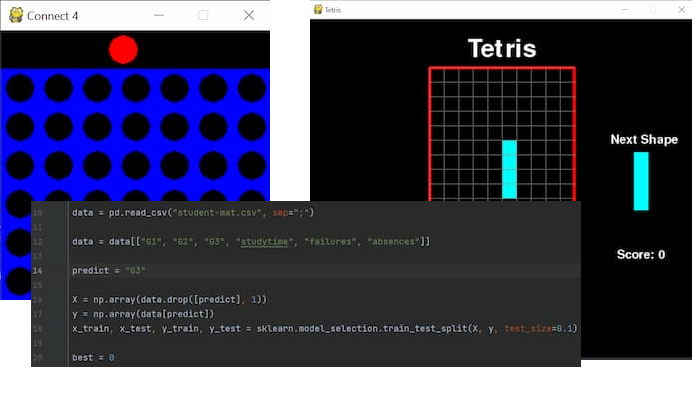 Connect 4
Tetris
Tetris
Next Shape
Score: 0
10 data = pd.read_csv("student-mat.csv", sep=";")
11
12 data = data[["G1", "G2", "G3", "studytime", "failures", "absences"]]
13
14 predict = "G3"
15
16 X = np.array(data.drop([predict], 1))
17 y = np.array(data[predict])
18 x_train, x_test, y_train, y_test = sklearn.model_selection.train_test_split(X, y, test_size=0.1)
19
20 best = 0